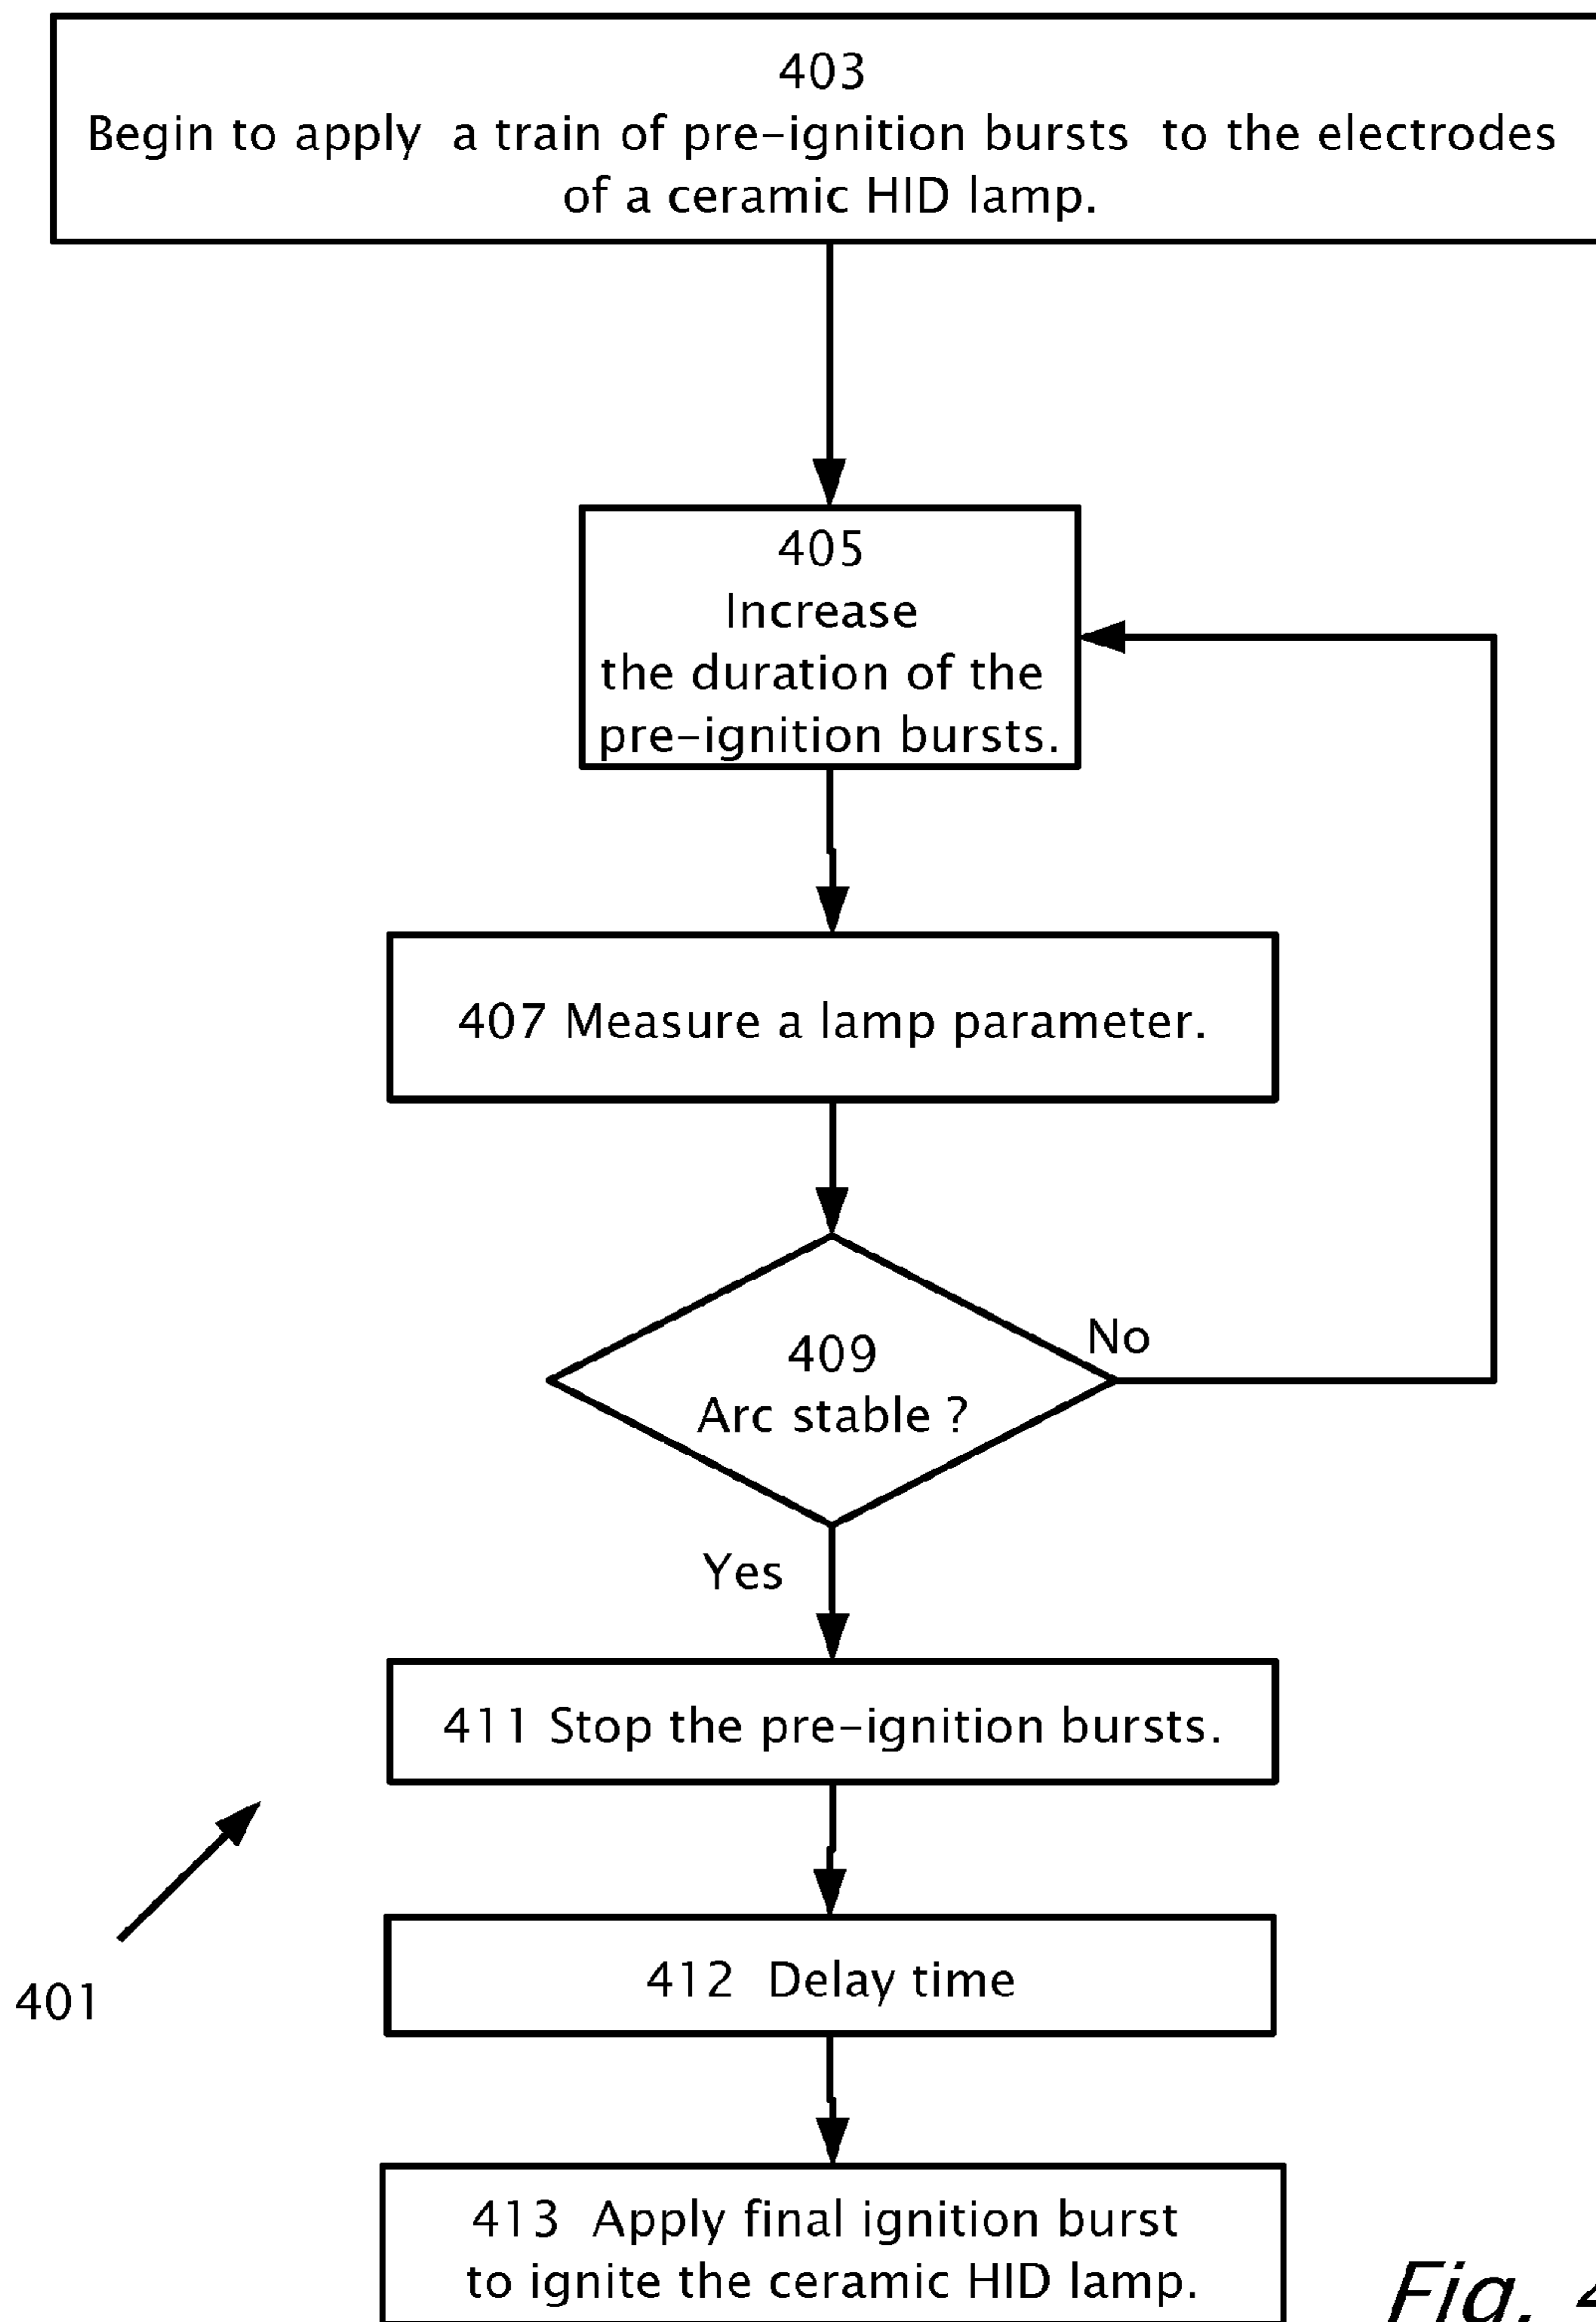 403
Begin to apply a train of pre-ignition bursts to the electrodes
of a ceramic HID lamp.
405
Increase
the duration of the
pre-ignition bursts.
407 Measure a lamp parameter.
409
Arc stable ?
No
Yes
411 Stop the pre-ignition bursts.
412 Delay time
401
413 Apply final ignition burst
to ignite the ceramic HID lamp.
Fig. 4